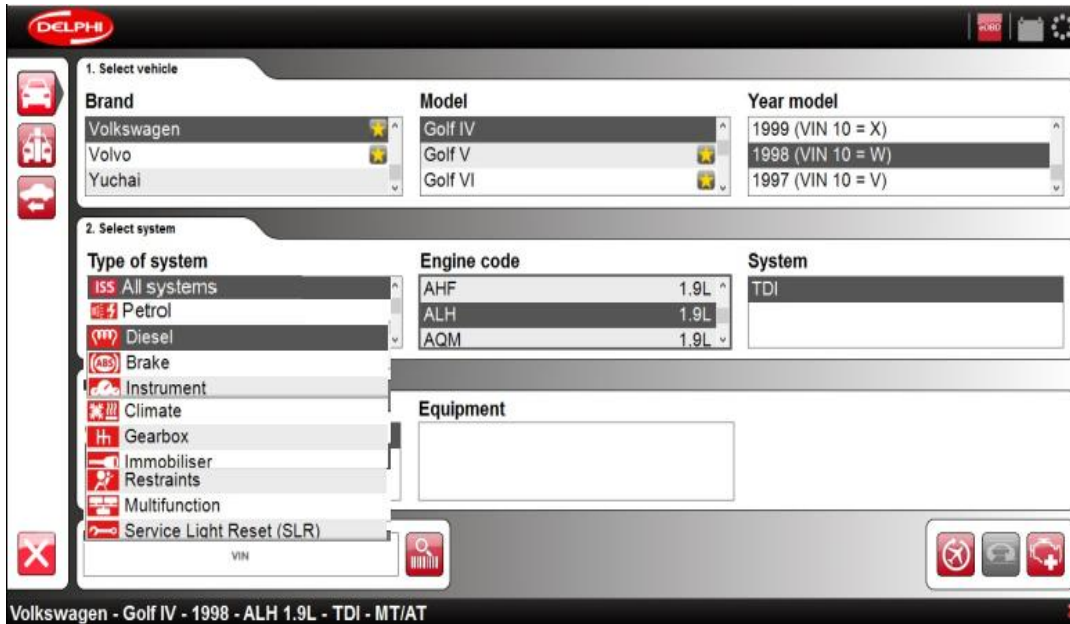 DELPHI
eOBD
1. Select vehicle
Brand
Volkswagen
Volvo
Yuchai
Model
Golf IV
Golf V
Golf VI
Year model
1999 (VIN 10 = X)
1998 (VIN 10 = W)
1997 (VIN 10 = V)
2. Select system
Type of system
ISS All systems
Petrol
Diesel
ABS Brake
Instrument
Climate
Gearbox
Immobiliser
Restraints
Multifunction
Service Light Reset (SLR)
Engine code
AHF 1.9L
ALH 1.9L
AQM 1.9L
System
TDI
Equipment
VIN
Volkswagen - Golf IV - 1998 - ALH 1.9L - TDI - MT/AT